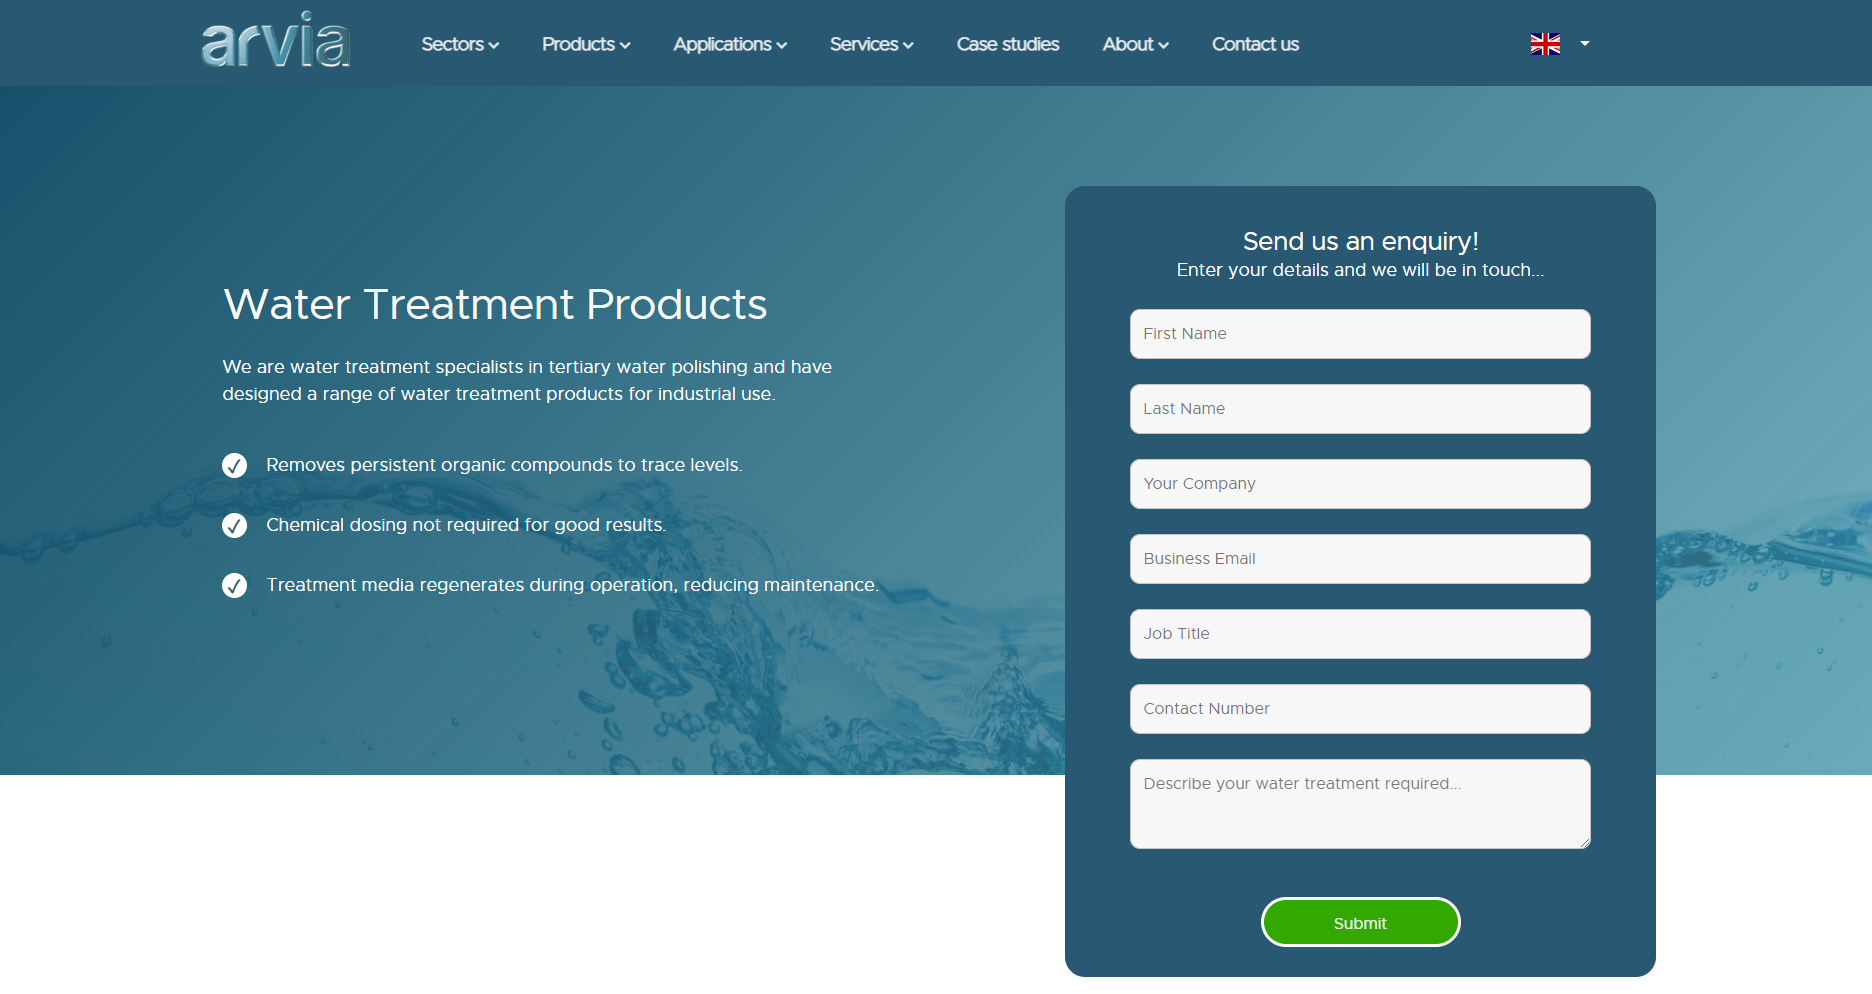 arvia
Sectors
Products
Applications
Services
Case studies
About
Contact us
Water Treatment Products
We are water treatment specialists in tertiary water polishing and have
designed a range of water treatment products for industrial use.
Removes persistent organic compounds to trace levels.
Chemical dosing not required for good results.
Treatment media regenerates during operation, reducing maintenance.
Send us an enquiry!
Enter your details and we will be in touch...
First Name
Last Name
Your Company
Business Email
Job Title
Contact Number
Describe your water treatment required...
Submit